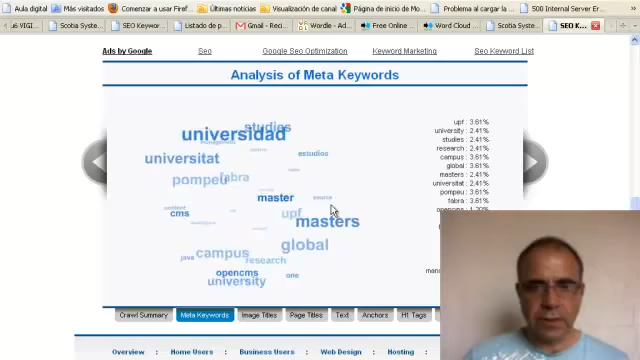 Aula digital Más visitados Comenzar a usar Firef... Últimas noticias Visualización de canal Página de inicio de Mo... Problema al cargar la 500 Internal Server Er...
Scotia Syste SEO Keyword Listado de p Gmail - Reci Wordle - Adv Free Online Word Cloud Scotia Syste SEO K...
Ads by Google Seo Google Seo Optimization Keyword Marketing Seo Keyword List
Analysis of Meta Keywords
studies
universidad
universitat
estudios
pompeu
fabra
master
source
content
cms
upf
masters
global
campus
java
research
opencms
one
university
upf : 3.61%
university : 2.41%
studies : 2.41%
research : 2.41%
campus : 3.61%
global : 3.61%
masters : 2.41%
universitat : 2.41%
pompeu : 3.61%
fabra : 3.61%
Crawl Summary Meta Keywords Image Titles Page Titles Text Anchors H1 Tags
Overview : Home Users : Business Users : Web Design : Hosting :